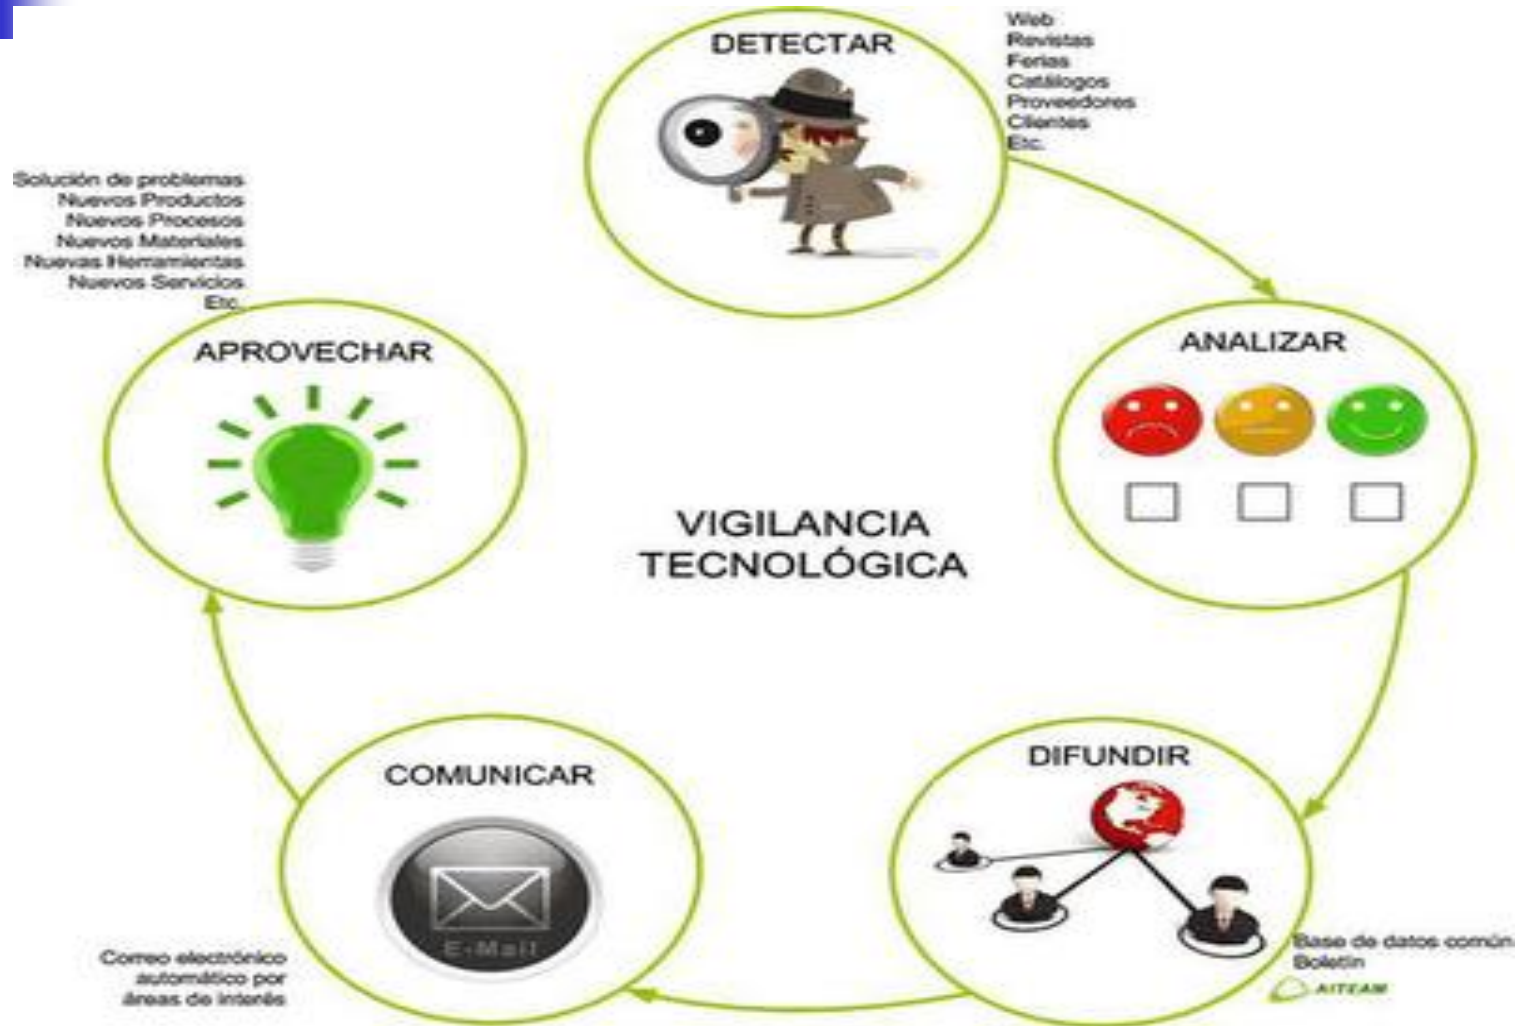 DETECTAR
Web
Revistas
Ferias
Catálogos
Proveedores
Clientes
Etc.
ANALIZAR
DIFUNDIR
Base de datos común.
Boletín
AITEAM
COMUNICAR
E-Mail
Correo electrónico
automático por
áreas de interés
APROVECHAR
Solución de problemas
Nuevos Productos
Nuevos Procesos
Nuevos Materiales
Nuevas Herramientas
Nuevos Servicios
Etc.
VIGILANCIA
TECNOLÓGICA